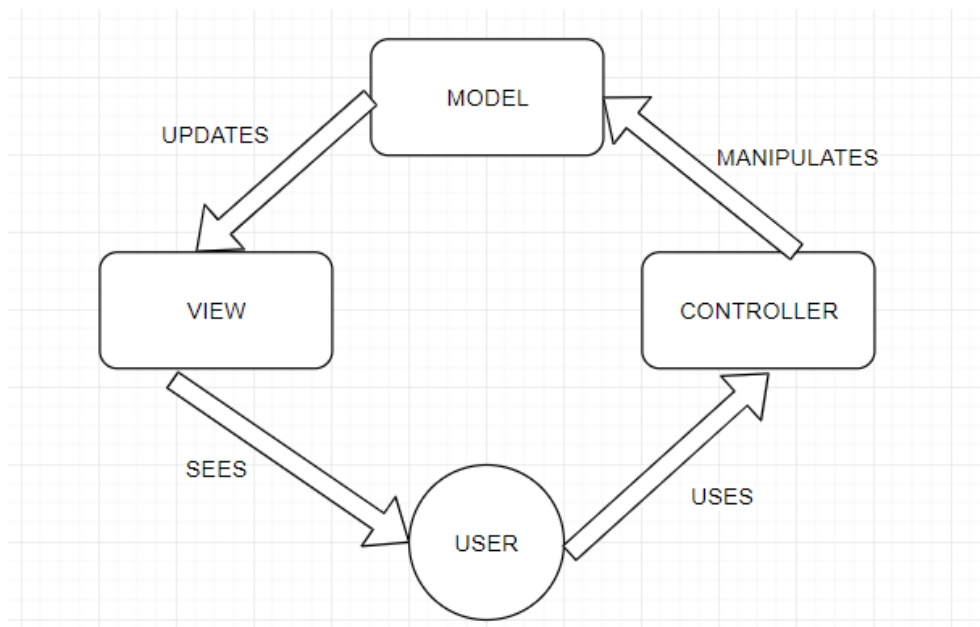 MODEL
UPDATES
MANIPULATES
VIEW
CONTROLLER
SEES
USES
USER